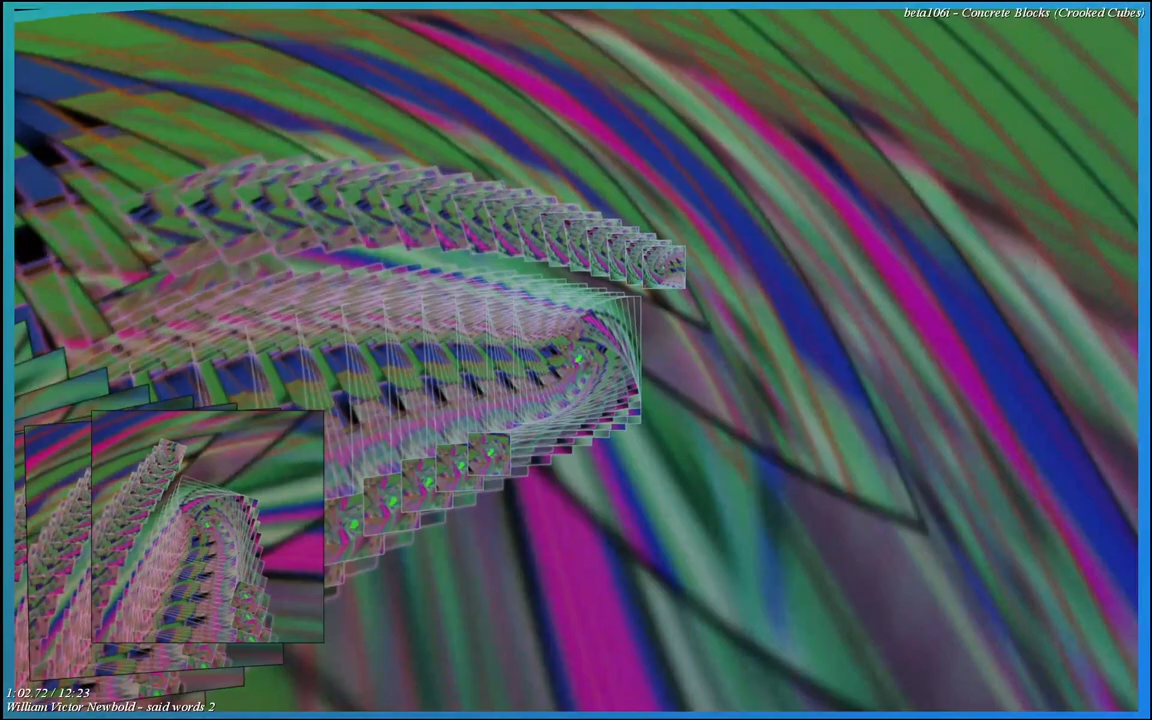 beta106i - Concrete Blocks (Crooked Cubes)
1:02.72 / 12:23
William Victor Newbold - said words 2